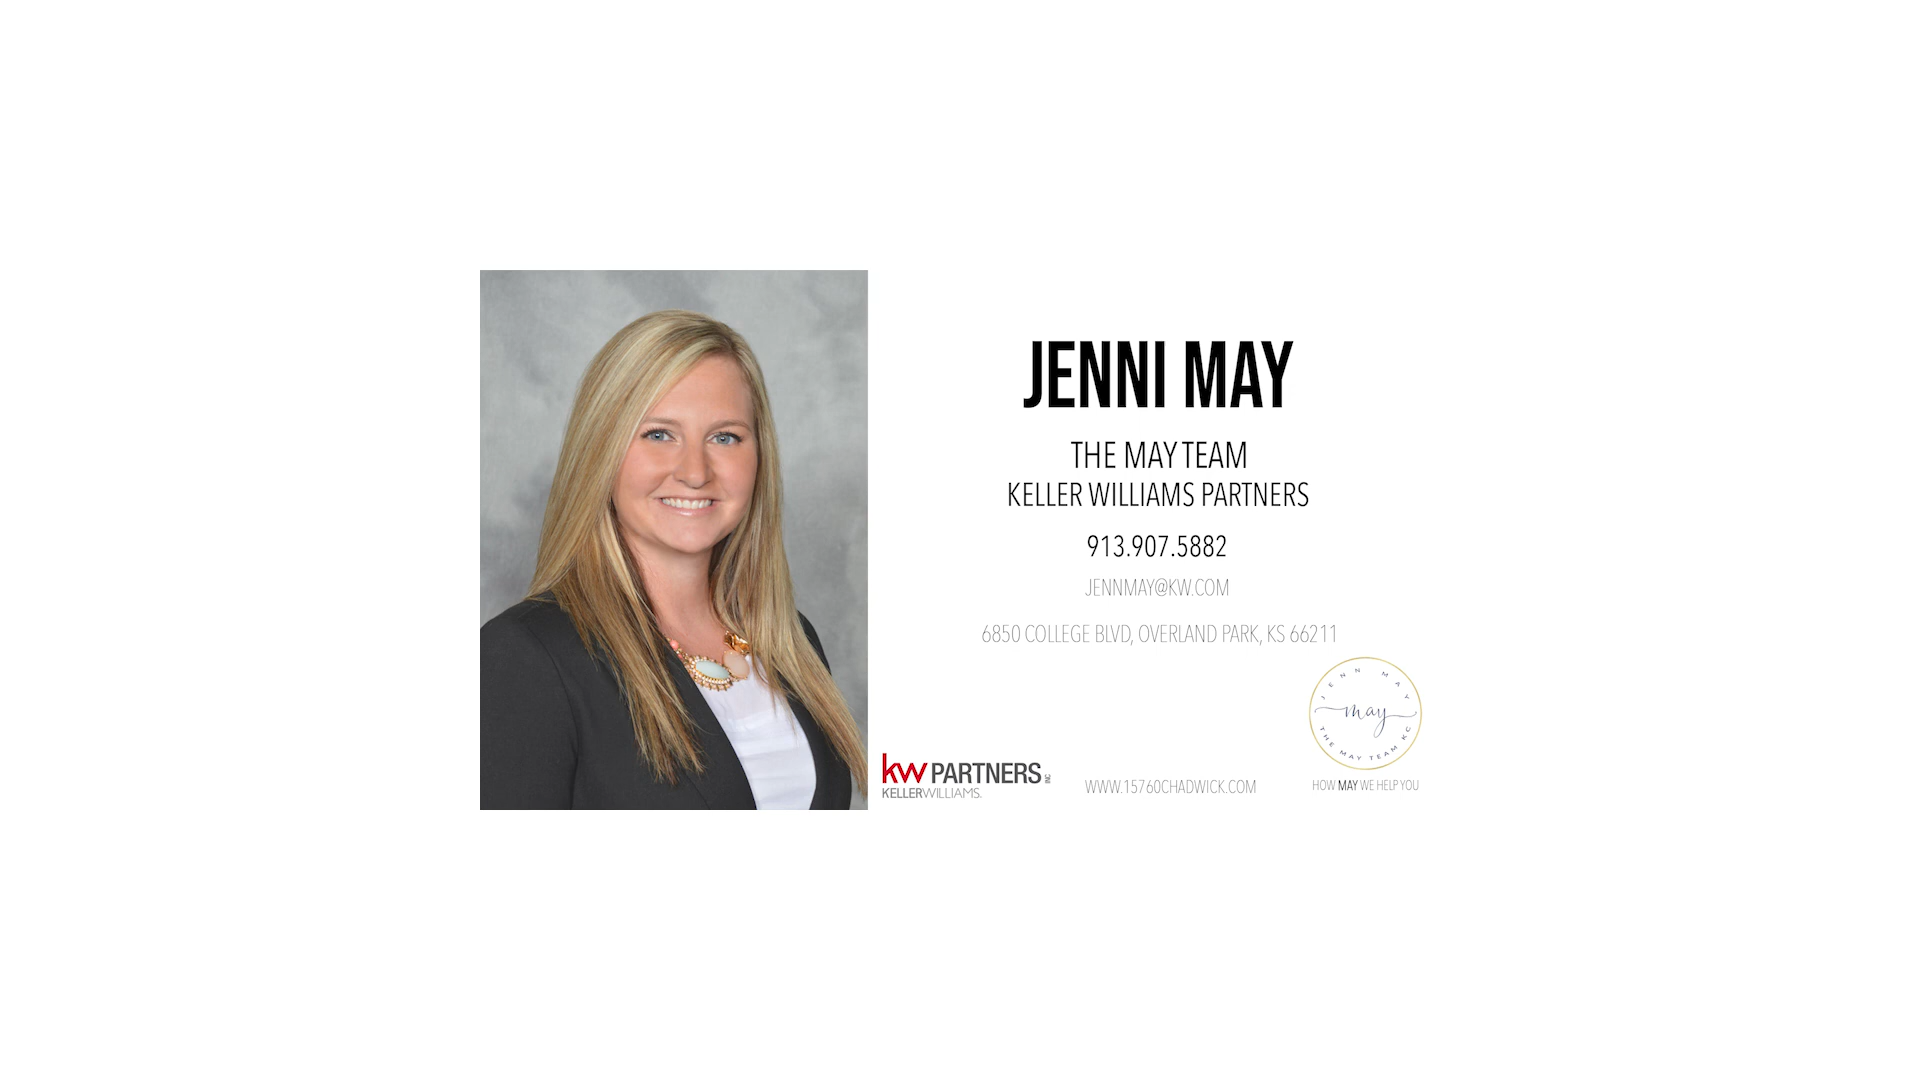 JENNI MAY
THE MAY TEAM
KELLER WILLIAMS PARTNERS
913.907.5882
JENNMAY@KW.COM
6850 COLLEGE BLVD, OVERLAND PARK, KS 66211
JENN MAY
may
THE MAY TEAM KC
HOW MAY WE HELP YOU
kw PARTNERS INC
KELLERWILLIAMS.
WWW.15760CHADWICK.COM